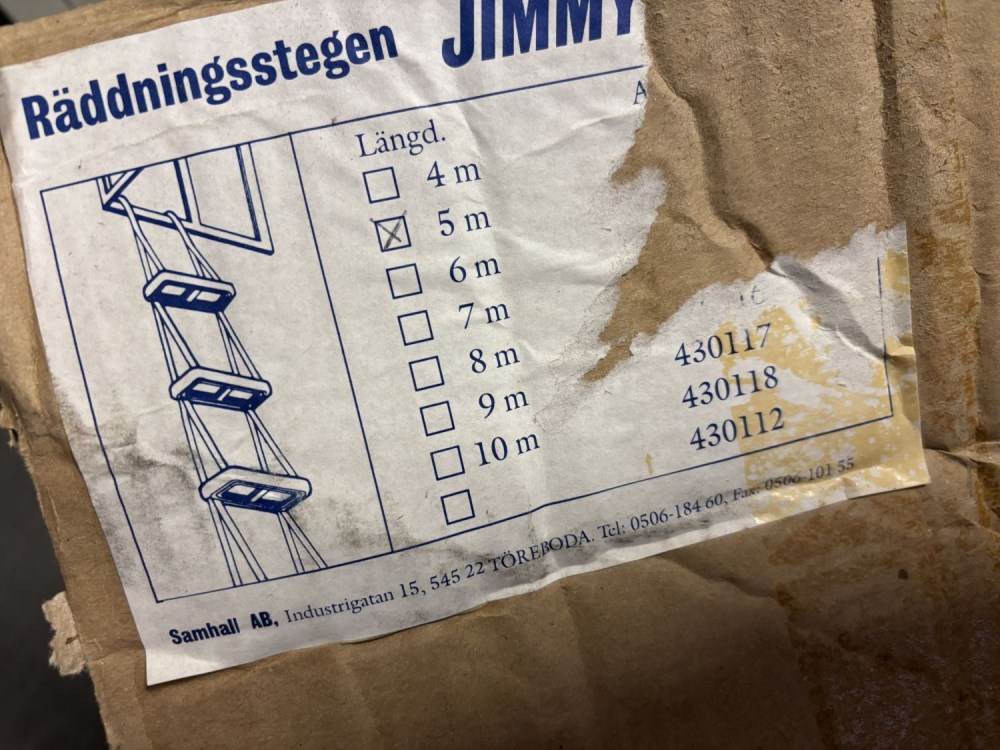 Räddningsstegen JIMMY
Längd. A
4 m
5 m
6 m
7 m
8 m 430117
9 m 430118
10 m 430112
Samhall AB, Industrigatan 15, 545 22 TÖREBODA. Tel: 0506-184 60, Fax: 0506-101 55